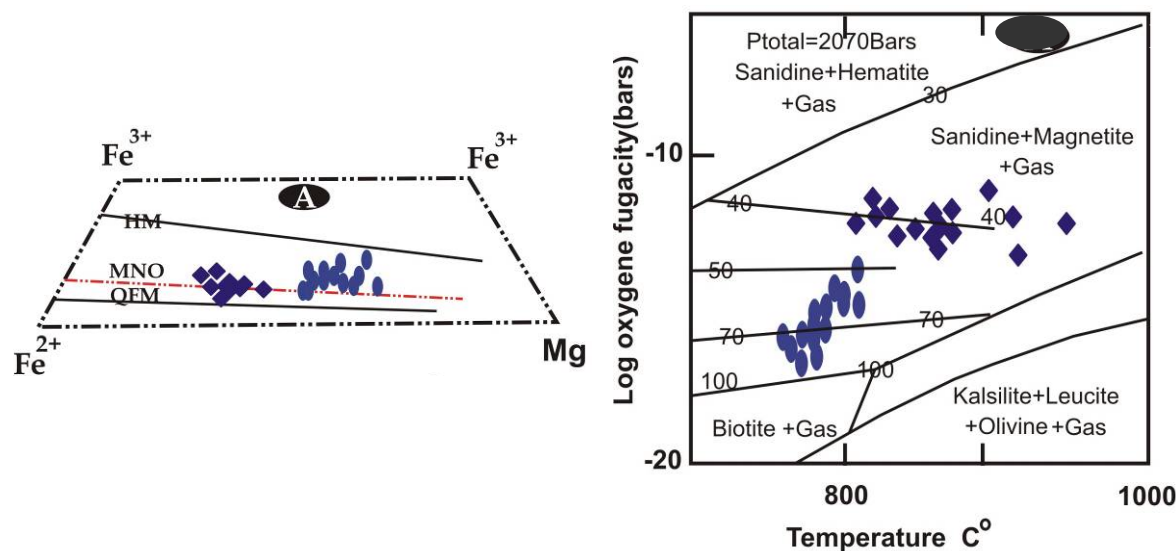 Fe3+
Fe3+
A
HM
MNO
QFM
Fe2+
Mg
Ptotal=2070Bars
Sanidine+Hematite
+Gas
30
Sanidine+Magnetite
+Gas
-10
40
40
50
70
70
100
100
Biotite +Gas
Kalsilite+Leucite
+Olivine +Gas
-20
800
1000
Log oxygene fugacity(bars)
Temperature Co